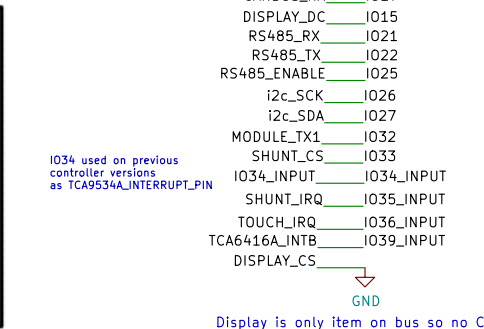 DISPLAY_DC IO15
RS485_RX IO21
RS485_TX IO22
RS485_ENABLE IO25
i2c_SCK IO26
i2c_SDA IO27
MODULE_TX1 IO32
SHUNT_CS IO33
IO34 used on previous
controller versions
as TCA9534A_INTERRUPT_PIN
IO34_INPUT IO34_INPUT
SHUNT_IRQ IO35_INPUT
TOUCH_IRQ IO36_INPUT
TCA6416A_INTB IO39_INPUT
DISPLAY_CS
GND
Display is only item on bus so no C